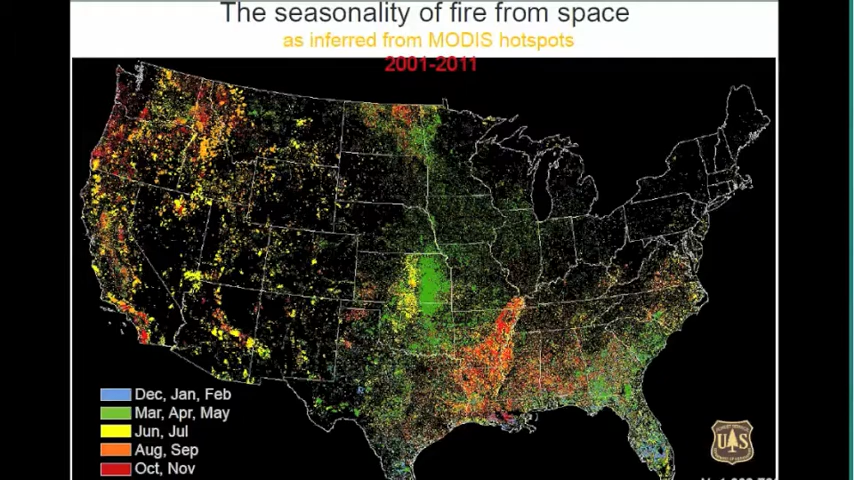 The seasonality of fire from space
as inferred from MODIS hotspots
2001-2011
Dec, Jan, Feb
Mar, Apr, May
Jun, Jul
Aug, Sep
Oct, Nov
UAS